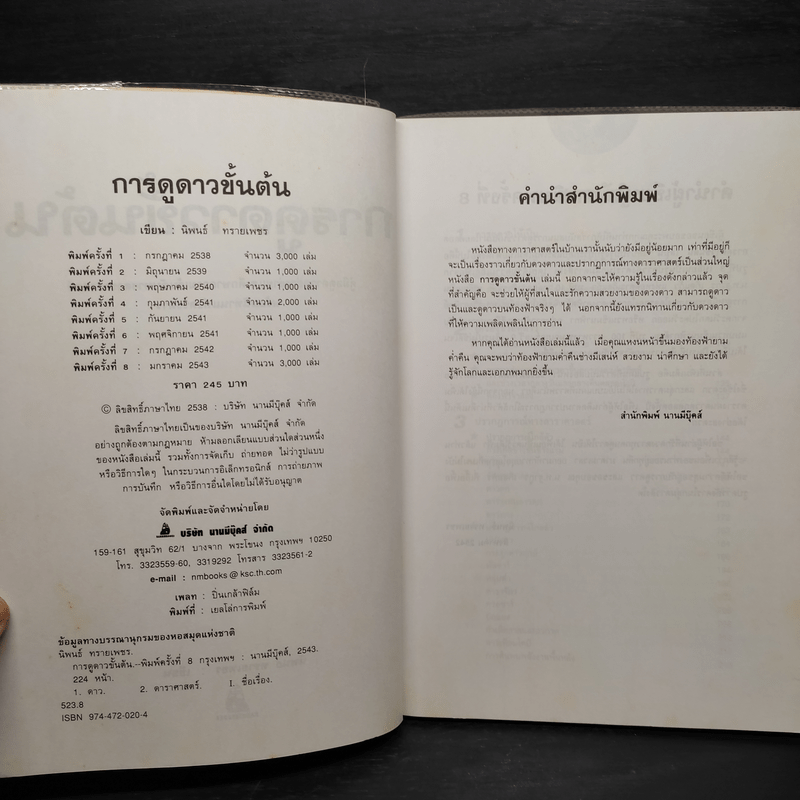 การดูดาวขั้นต้น
เขียน : นิพนธ์ ทรายเพชร
พิมพ์ครั้งที่ 1 : กรกฎาคม 2538 จำนวน 3,000 เล่ม
พิมพ์ครั้งที่ 2 : มิถุนายน 2539 จำนวน 1,000 เล่ม
พิมพ์ครั้งที่ 3 : พฤษภาคม 2540 จำนวน 1,000 เล่ม
พิมพ์ครั้งที่ 4 : กุมภาพันธ์ 2541 จำนวน 2,000 เล่ม
พิมพ์ครั้งที่ 5 : กันยายน 2541 จำนวน 1,000 เล่ม
พิมพ์ครั้งที่ 6 : พฤศจิกายน 2541 จำนวน 1,000 เล่ม
พิมพ์ครั้งที่ 7 : กรกฎาคม 2542 จำนวน 1,000 เล่ม
พิมพ์ครั้งที่ 8 : มกราคม 2543 จำนวน 3,000 เล่ม
ราคา 245 บาท
© ลิขสิทธิ์ภาษาไทย 2538 : บริษัท นานมีบุ๊คส์ จำกัด
ลิขสิทธิ์ภาษาไทยเป็นของบริษัท นานมีบุ๊คส์ จำกัด
อย่างถูกต้องตามกฎหมาย ห้ามลอกเลียนแบบส่วนใดส่วนหนึ่ง
ของหนังสือเล่มนี้ รวมทั้งการจัดเก็บ ถ่ายทอด ไม่ว่ารูปแบบ
หรือวิธีการใดๆ ในกระบวนการอิเล็กทรอนิกส์ การถ่ายภาพ
การบันทึก หรือวิธีการอื่นใดโดยไม่ได้รับอนุญาต
จัดพิมพ์และจัดจำหน่ายโดย
บริษัท นานมีบุ๊คส์ จำกัด
159-161 สุขุมวิท 62/1 บางจาก พระโขนง กรุงเทพฯ 10250
โทร. 3323559-60, 3319292 โทรสาร 3323561-2
e-mail : nmbooks@ksc.th.com
เพลท : ปิ่นเกล้าฟิล์ม
พิมพ์ที่ : เยลโล่การพิมพ์
ข้อมูลทางบรรณานุกรมของหอสมุดแห่งชาติ
นิพนธ์ ทรายเพชร.
การดูดาวขั้นต้น.--พิมพ์ครั้งที่ 8 กรุงเทพฯ : นานมีบุ๊คส์, 2543.
224 หน้า.
1. ดาว. 2. ดาราศาสตร์. I. ชื่อเรื่อง.
523.8
ISBN 974-472-020-4
คำนำสำนักพิมพ์
หนังสือทางดาราศาสตร์ในบ้านเรานั้นนับว่ายังมีอยู่น้อยมาก เท่าที่มีอยู่ก็
จะเป็นเรื่องราวเกี่ยวกับดวงดาวและปรากฏการณ์ทางดาราศาสตร์เป็นส่วนใหญ่
หนังสือ การดูดาวขั้นต้น เล่มนี้ นอกจากจะให้ความรู้ในเรื่องดังกล่าวแล้ว จุด
ที่สำคัญคือ จะช่วยให้ผู้ที่สนใจและรักความสวยงามของดวงดาว สามารถดูดาว
เป็นและดูดาวบนท้องฟ้าจริงๆ ได้ นอกจากนี้ยังแทรกนิทานเกี่ยวกับดวงดาว
ที่ให้ความเพลิดเพลินในการอ่าน
หากคุณได้อ่านหนังสือเล่มนี้แล้ว เมื่อคุณแหงนหน้าขึ้นมองท้องฟ้ายาม
ค่ำคืน คุณจะพบว่าท้องฟ้ายามค่ำคืนช่างมีเสน่ห์ สวยงาม น่าศึกษา และยังได้
รู้จักโลกและเอกภพมากยิ่งขึ้น
สำนักพิมพ์ นานมีบุ๊คส์